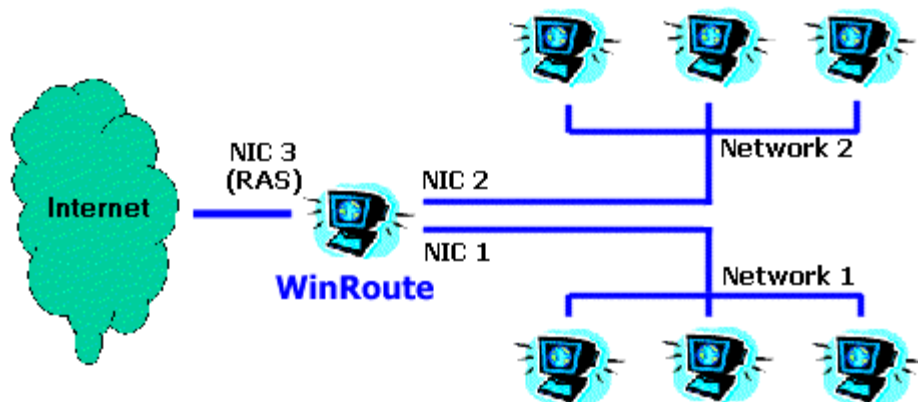 Internet
NIC 3
(RAS)
WinRoute
NIC 2
NIC 1
Network 2
Network 1